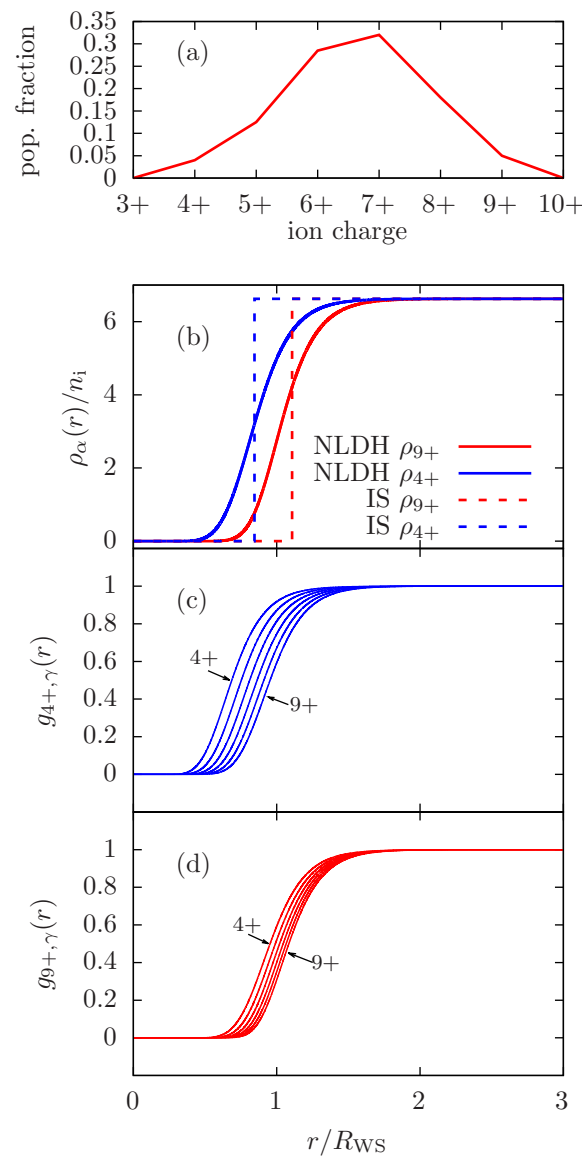 pop. fraction
0.35
0.3
0.25
0.2
0.15
0.1
0.05
0
(a)
3+ 4+ 5+ 6+ 7+ 8+ 9+ 10+
ion charge
ρα(r)/ni
6
4
2
0
(b)
NLDH ρ9+
NLDH ρ4+
IS ρ9+
IS ρ4+
g4+,γ(r)
1
0.8
0.6
0.4
0.2
0
(c)
4+
9+
g9+,γ(r)
1
0.8
0.6
0.4
0.2
0
(d)
4+
9+
0 1 2 3
r/RWS